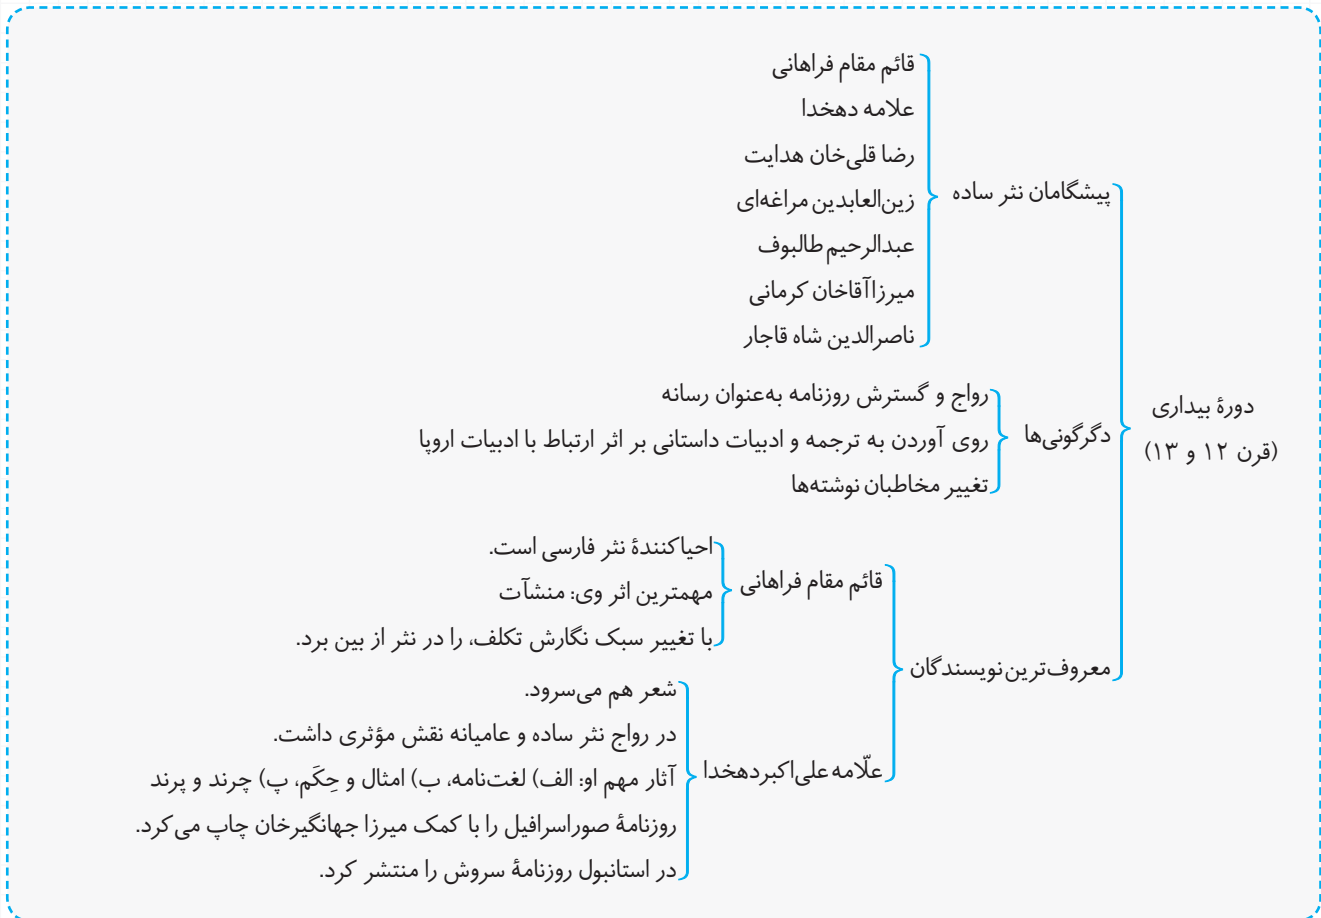 دورهٔ بیداری
(قرن ۱۲ و ۱۳)
پیشگامان نثر ساده
قائم مقام فراهانی
علامه دهخدا
رضا قلی‌خان هدایت
زین‌العابدین مراغه‌ای
عبدالرحیم طالبوف
میرزاآقاخان کرمانی
ناصرالدین شاه قاجار
دگرگونی‌ها
رواج و گسترش روزنامه به‌عنوان رسانه
روی آوردن به ترجمه و ادبیات داستانی بر اثر ارتباط با ادبیات اروپا
تغییر مخاطبان نوشته‌ها
معروف‌ترین‌نویسندگان
قائم مقام فراهانی
احیاکنندهٔ نثر فارسی است.
مهمترین اثر وی: منشآت
با تغییر سبک نگارش تکلف، را در نثر از بین برد.
علّامه علی‌اکبردهخدا
شعر هم می‌سرود.
در رواج نثر ساده و عامیانه نقش مؤثری داشت.
آثار مهم او: الف) لغت‌نامه، ب) امثال و حِکَم، پ) چرند و پرند
روزنامهٔ صوراسرافیل را با کمک میرزا جهانگیرخان چاپ می‌کرد.
در استانبول روزنامهٔ سروش را منتشر کرد.